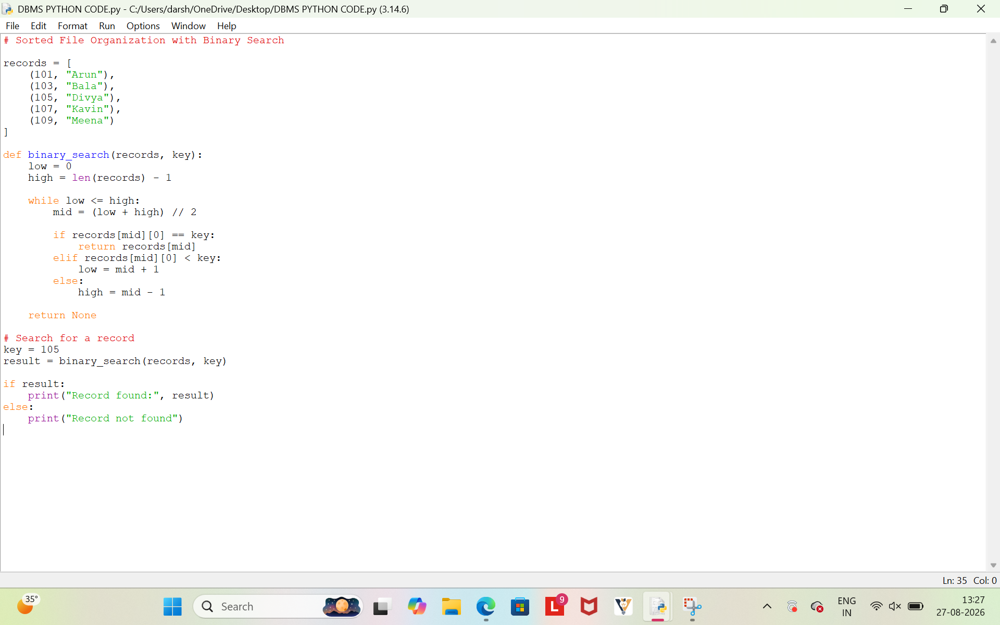 DBMS PYTHON CODE.py - C:/Users/darsh/OneDrive/Desktop/DBMS PYTHON CODE.py (3.14.6)
File Edit Format Run Options Window Help
# Sorted File Organization with Binary Search

records = [
    (101, "Arun"),
    (103, "Bala"),
    (105, "Divya"),
    (107, "Kavin"),
    (109, "Meena")
]

def binary_search(records, key):
    low = 0
    high = len(records) - 1

    while low <= high:
        mid = (low + high) // 2

        if records[mid][0] == key:
            return records[mid]
        elif records[mid][0] < key:
            low = mid + 1
        else:
            high = mid - 1

    return None

# Search for a record
key = 105
result = binary_search(records, key)

if result:
    print("Record found:", result)
else:
    print("Record not found")
Ln: 35 Col: 0
35°
Search
L
9
ENG
IN
13:27
27-08-2026